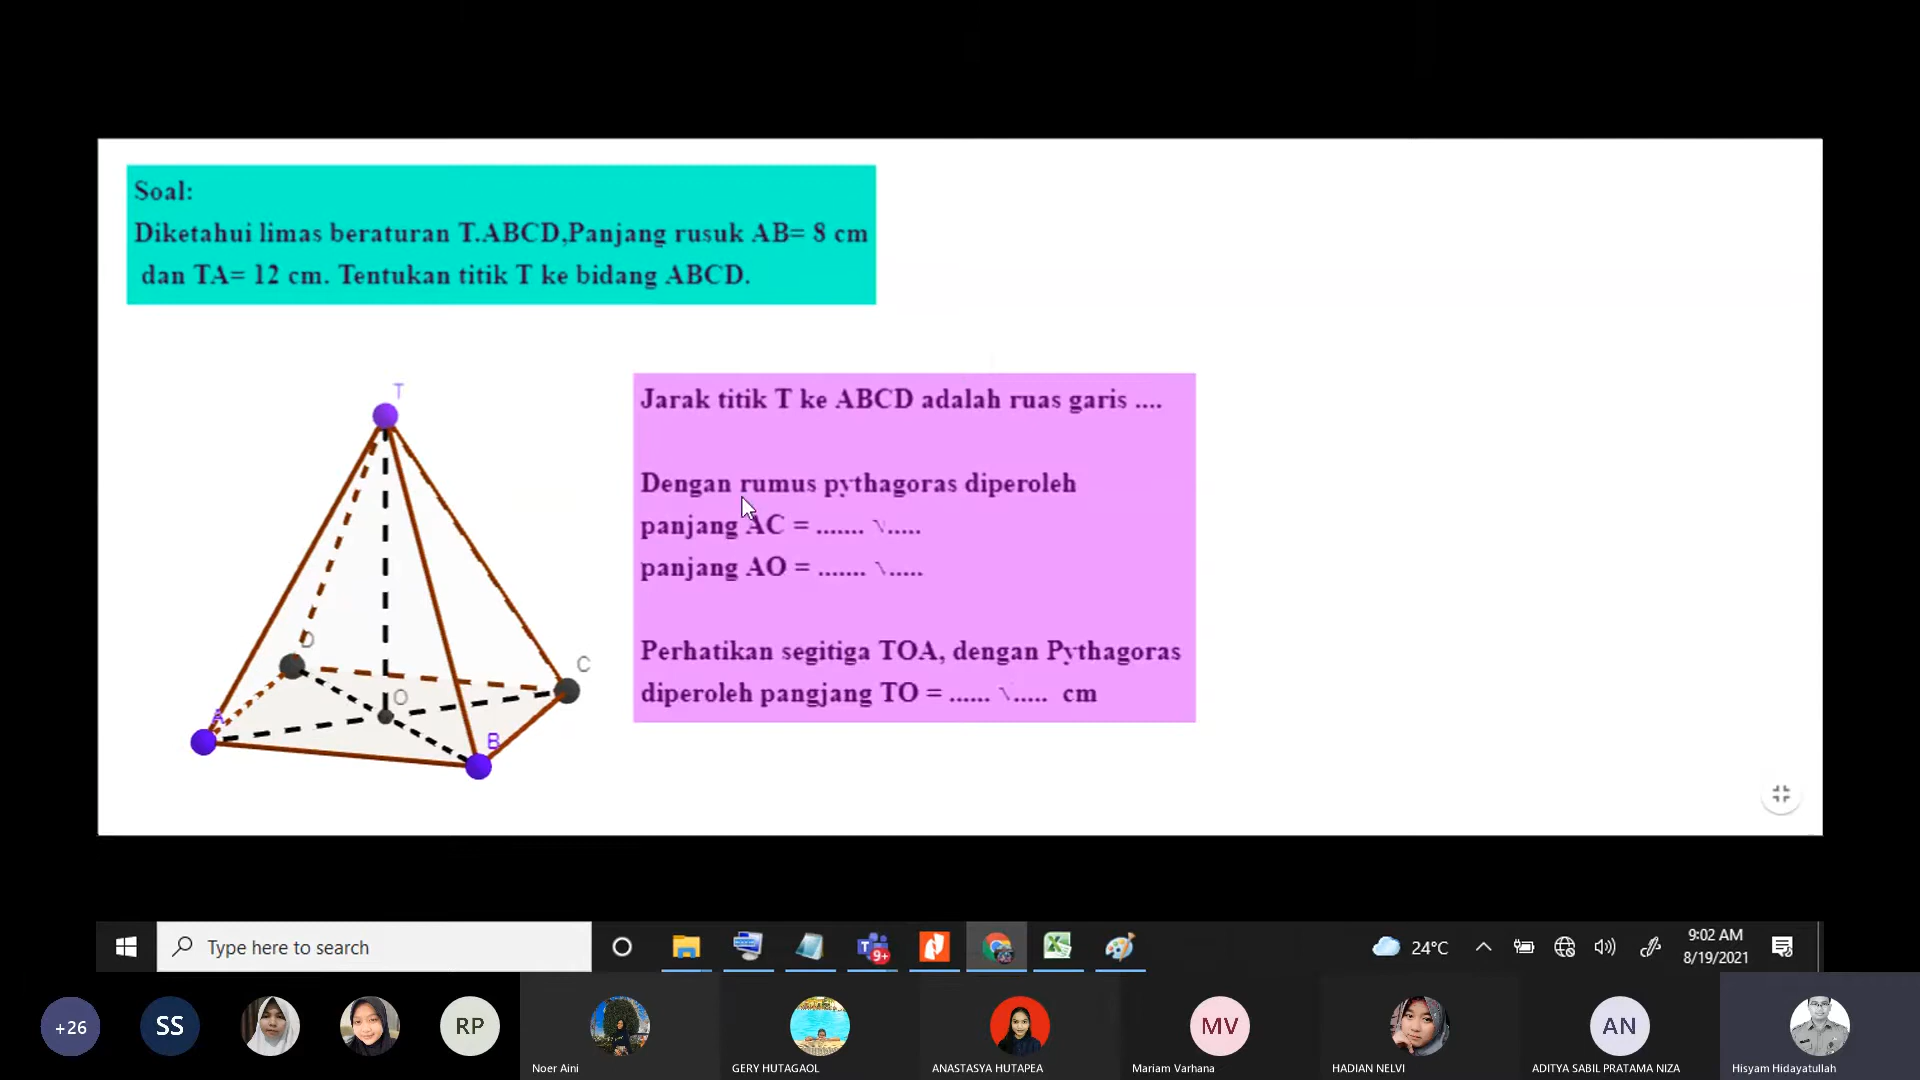 Soal:
Diketahui limas beraturan T.ABCD,Panjang rusuk AB= 8 cm
dan TA= 12 cm. Tentukan titik T ke bidang ABCD.
T
D
C
O
A
B
Jarak titik T ke ABCD adalah ruas garis ....
Dengan rumus pythagoras diperoleh
panjang AC = ....... √.....
panjang AO = ....... √.....
Perhatikan segitiga TOA, dengan Pythagoras
diperoleh pangjang TO = ...... √..... cm
Type here to search
9+
24°C
9:02 AM
8/19/2021
+26
SS
RP
Noer Aini
GERY HUTAGAOL
ANASTASYA HUTAPEA
MV
Mariam Varhana
HADIAN NELVI
AN
ADITYA SABIL PRATAMA NIZA
Hisyam Hidayatullah